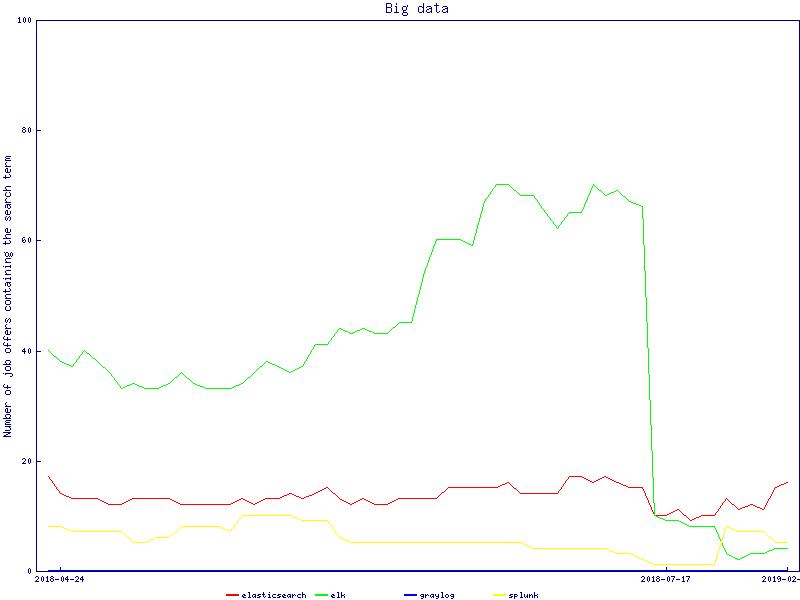 Big data
Number of job offers containing the search term
100
80
60
40
20
0
2018-04-24 2018-07-17 2019-02-
elasticsearch elk graylog splunk